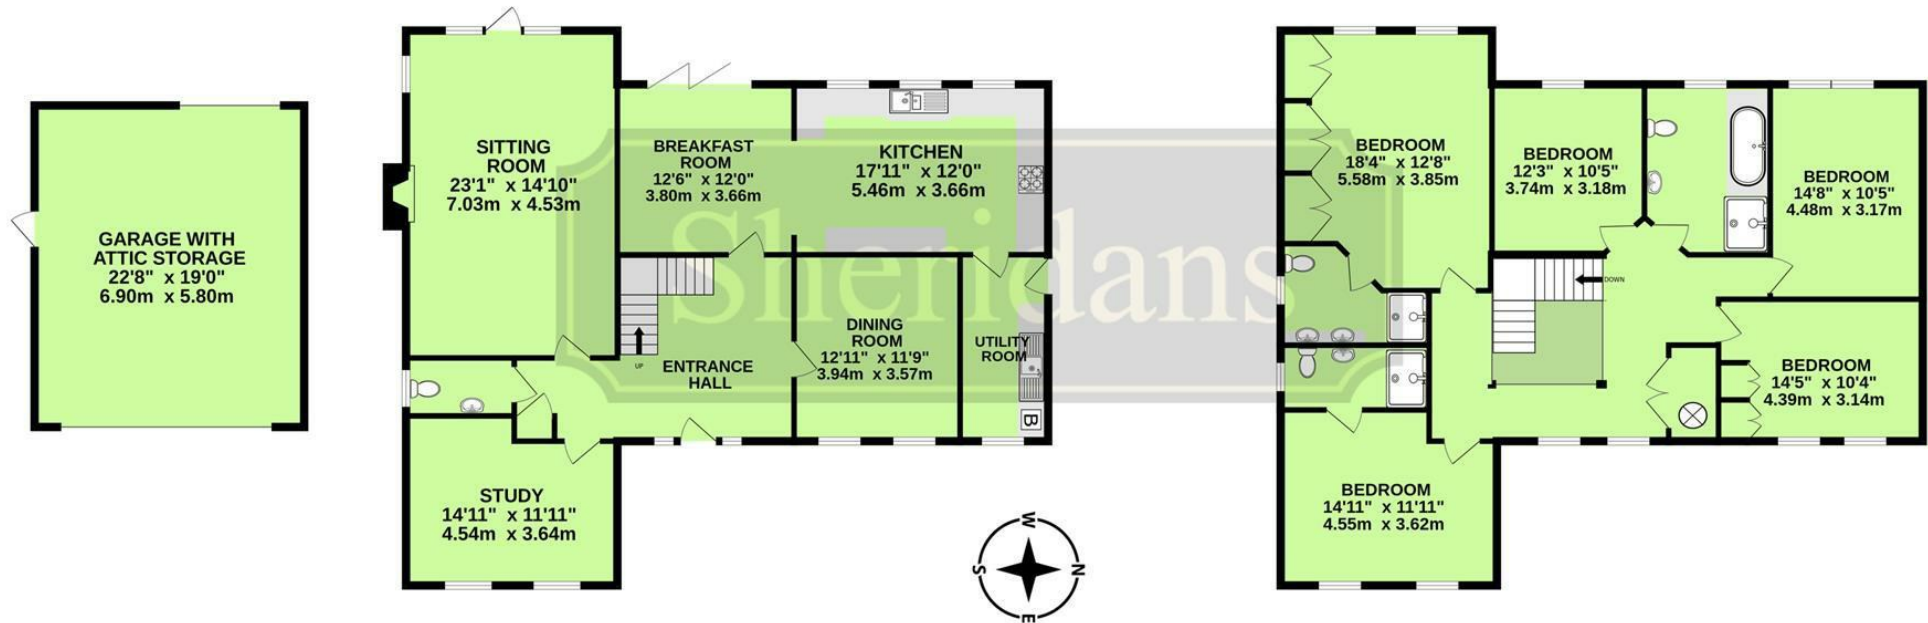 GARAGE WITH
ATTIC STORAGE
22'8" x 19'0"
6.90m x 5.80m
SITTING
ROOM
23'1" x 14'10"
7.03m x 4.53m
BREAKFAST
ROOM
12'6" x 12'0"
3.80m x 3.66m
KITCHEN
17'11" x 12'0"
5.46m x 3.66m
UP
ENTRANCE
HALL
DINING
ROOM
12'11" x 11'9"
3.94m x 3.57m
UTILITY
ROOM
B
STUDY
14'11" x 11'11"
4.54m x 3.64m
Sheridans
BEDROOM
18'4" x 12'8"
5.58m x 3.85m
BEDROOM
12'3" x 10'5"
3.74m x 3.18m
BEDROOM
14'8" x 10'5"
4.48m x 3.17m
DOWN
BEDROOM
14'5" x 10'4"
4.39m x 3.14m
BEDROOM
14'11" x 11'11"
4.55m x 3.62m
W
S
N
E